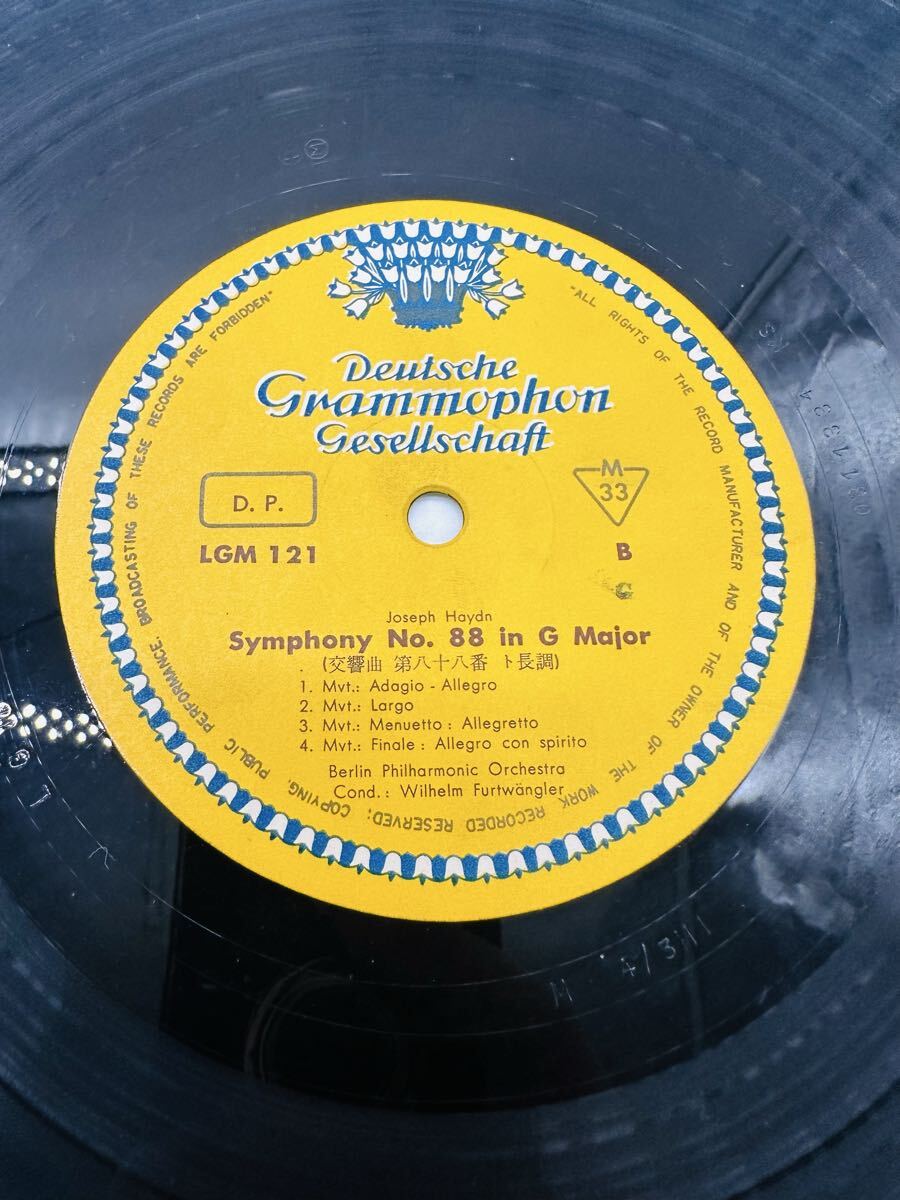 Deutsche
Grammophon
Gesellschaft
"ALL RIGHTS OF THE RECORD MANUFACTURER AND OF THE OWNER OF THE WORK RECORDED RESERVED; COPYING, PUBLIC PERFORMANCE, BROADCASTING OF THESE RECORDS ARE FORBIDDEN"
D. P.
M
33
LGM 121
B
Joseph Haydn
Symphony No. 88 in G Major
(交響曲 第八十八番 ト長調)
1. Mvt.: Adagio - Allegro
2. Mvt.: Largo
3. Mvt.: Menuetto : Allegretto
4. Mvt.: Finale : Allegro con spirito
Berlin Philharmonic Orchestra
Cond. : Wilhelm Furtwängler